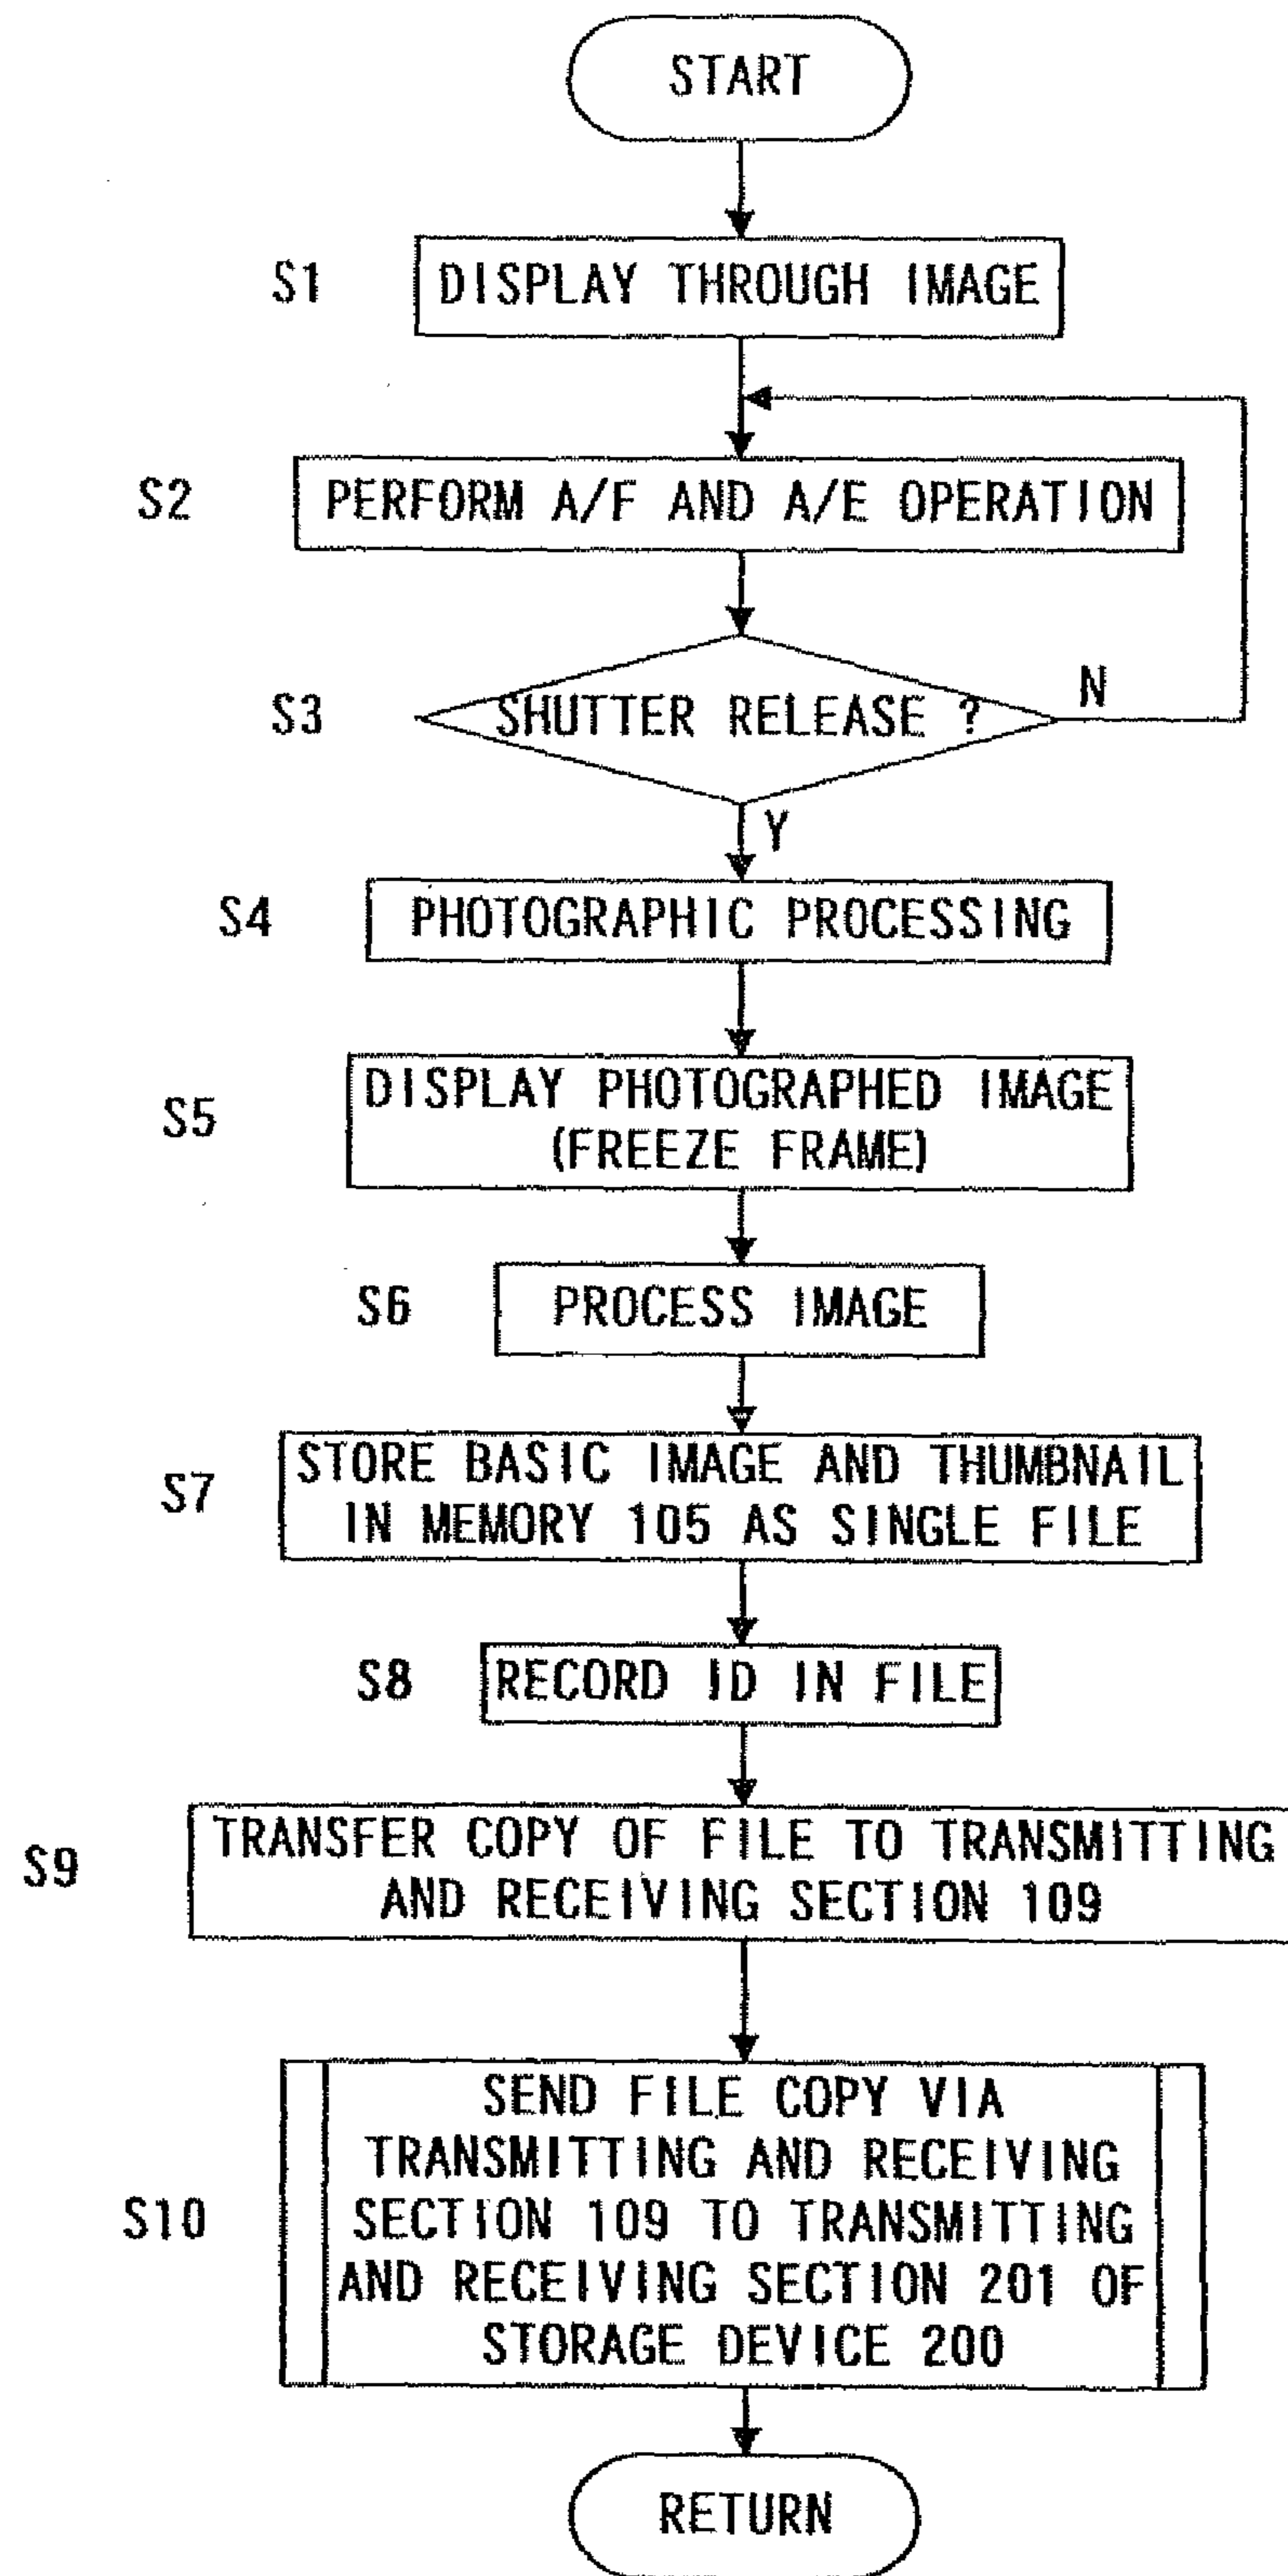 START
S1
DISPLAY THROUGH IMAGE
S2
PERFORM A/F AND A/E OPERATION
S3
SHUTTER RELEASE ?
N
Y
S4
PHOTOGRAPHIC PROCESSING
S5
DISPLAY PHOTOGRAPHED IMAGE
(FREEZE FRAME)
S6
PROCESS IMAGE
S7
STORE BASIC IMAGE AND THUMBNAIL
IN MEMORY 105 AS SINGLE FILE
S8
RECORD ID IN FILE
S9
TRANSFER COPY OF FILE TO TRANSMITTING
AND RECEIVING SECTION 109
S10
SEND FILE COPY VIA
TRANSMITTING AND RECEIVING
SECTION 109 TO TRANSMITTING
AND RECEIVING SECTION 201 OF
STORAGE DEVICE 200
RETURN